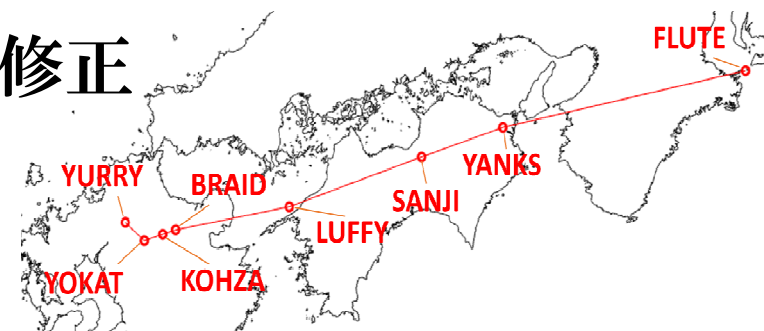 修正
FLUTE
YURRY
BRAID
YANKS
SANJI
LUFFY
YOKAT
KOHZA